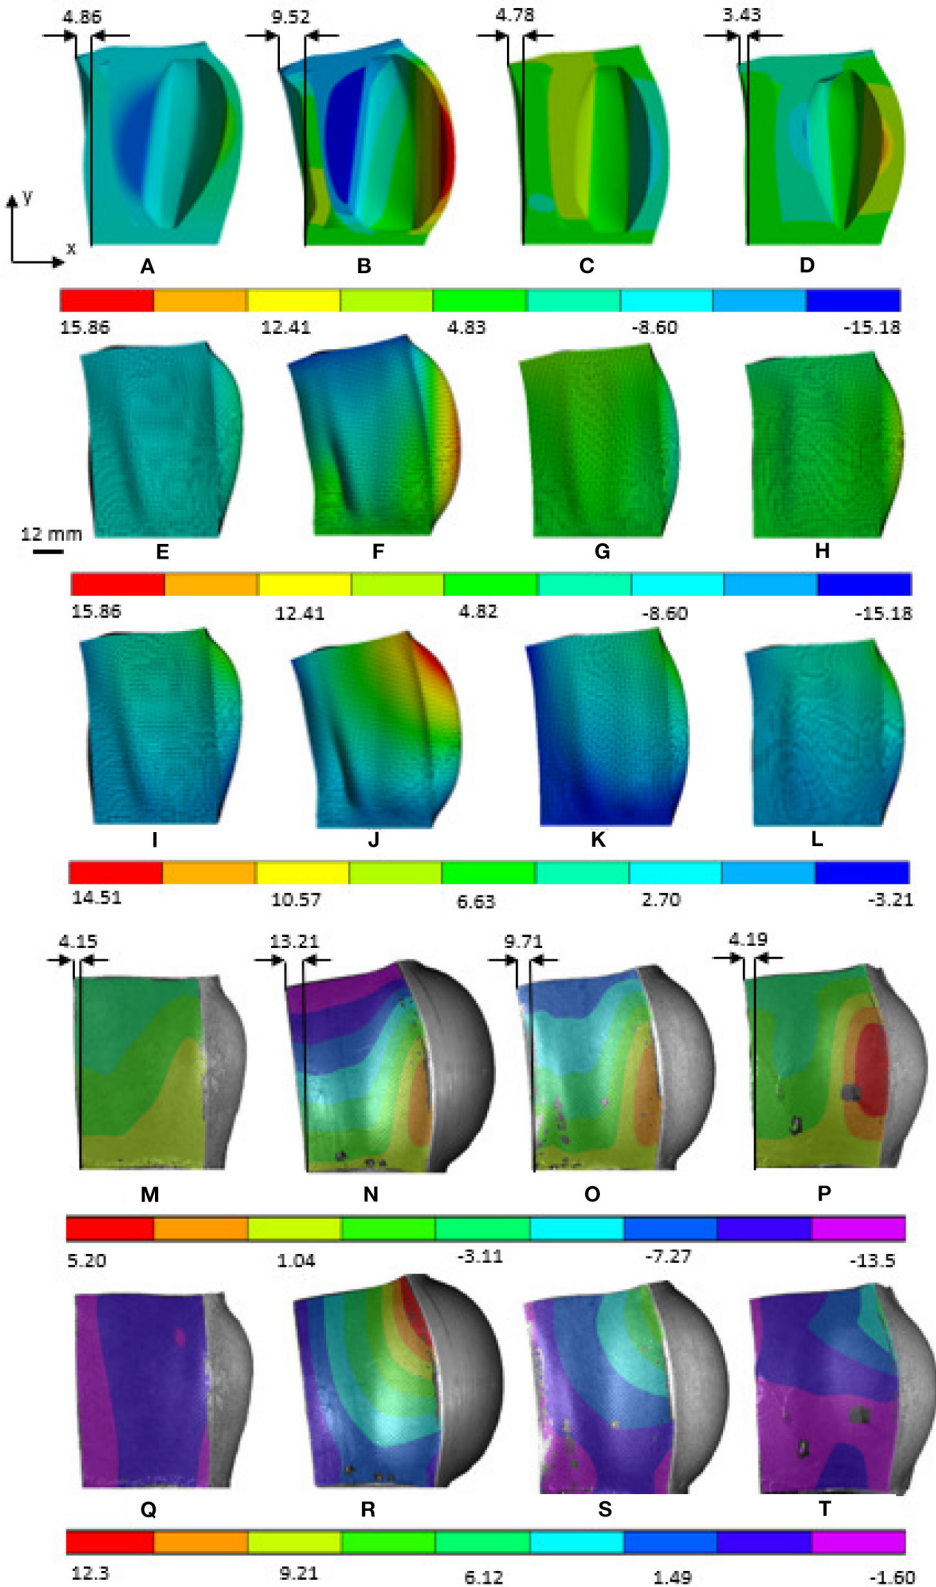 4.86 9.52 4.78 3.43
y
x
A B C D
15.86 12.41 4.83 -8.60 -15.18
12 mm
E F G H
15.86 12.41 4.82 -8.60 -15.18
I J K L
14.51 10.57 6.63 2.70 -3.21
4.15 13.21 9.71 4.19
M N O P
5.20 1.04 -3.11 -7.27 -13.5
Q R S T
12.3 9.21 6.12 1.49 -1.60